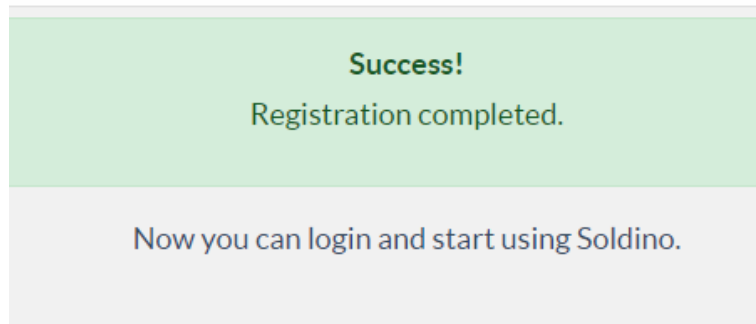 Success!
Registration completed.
Now you can login and start using Soldino.